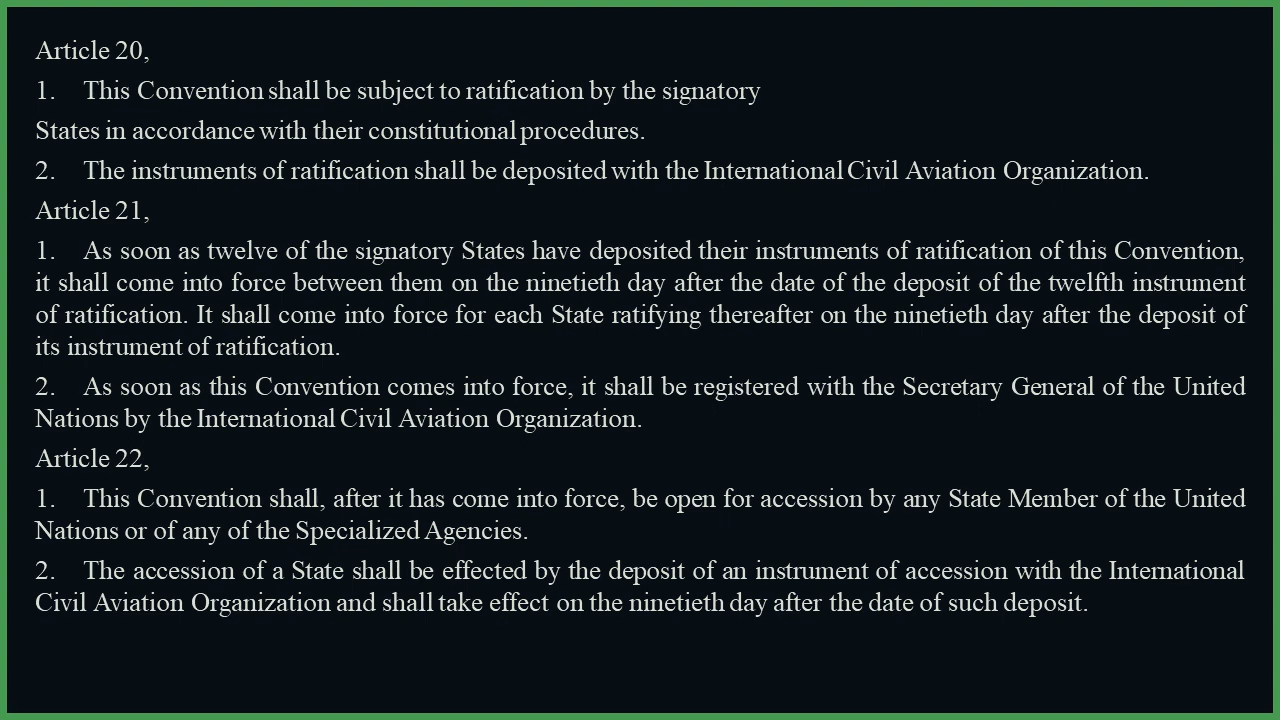 Article 20,
1. This Convention shall be subject to ratification by the signatory
States in accordance with their constitutional procedures.
2. The instruments of ratification shall be deposited with the International Civil Aviation Organization.
Article 21,
1. As soon as twelve of the signatory States have deposited their instruments of ratification of this Convention,
it shall come into force between them on the ninetieth day after the date of the deposit of the twelfth instrument
of ratification. It shall come into force for each State ratifying thereafter on the ninetieth day after the deposit of
its instrument of ratification.
2. As soon as this Convention comes into force, it shall be registered with the Secretary General of the United
Nations by the International Civil Aviation Organization.
Article 22,
1. This Convention shall, after it has come into force, be open for accession by any State Member of the United
Nations or of any of the Specialized Agencies.
2. The accession of a State shall be effected by the deposit of an instrument of accession with the International
Civil Aviation Organization and shall take effect on the ninetieth day after the date of such deposit.